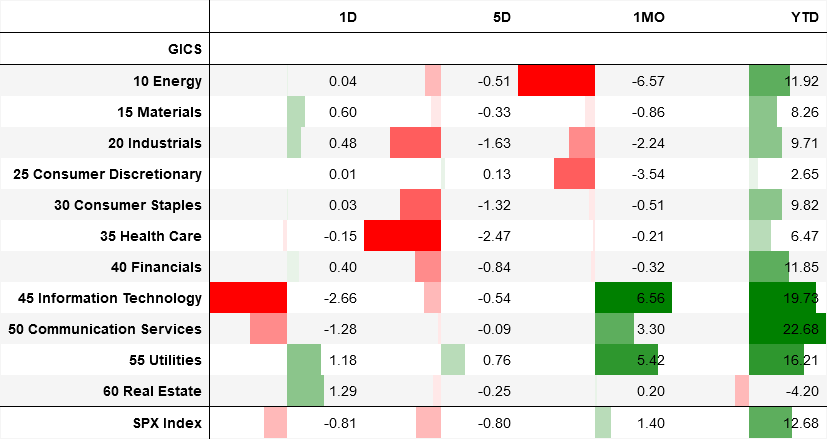 1D 5D 1MO YTD
GICS
10 Energy 0.04 -0.51 -6.57 11.92
15 Materials 0.60 -0.33 -0.86 8.26
20 Industrials 0.48 -1.63 -2.24 9.71
25 Consumer Discretionary 0.01 0.13 -3.54 2.65
30 Consumer Staples 0.03 -1.32 -0.51 9.82
35 Health Care -0.15 -2.47 -0.21 6.47
40 Financials 0.40 -0.84 -0.32 11.85
45 Information Technology -2.66 -0.54 6.56 19.73
50 Communication Services -1.28 -0.09 3.30 22.68
55 Utilities 1.18 0.76 5.42 16.21
60 Real Estate 1.29 -0.25 0.20 -4.20
SPX Index -0.81 -0.80 1.40 12.68